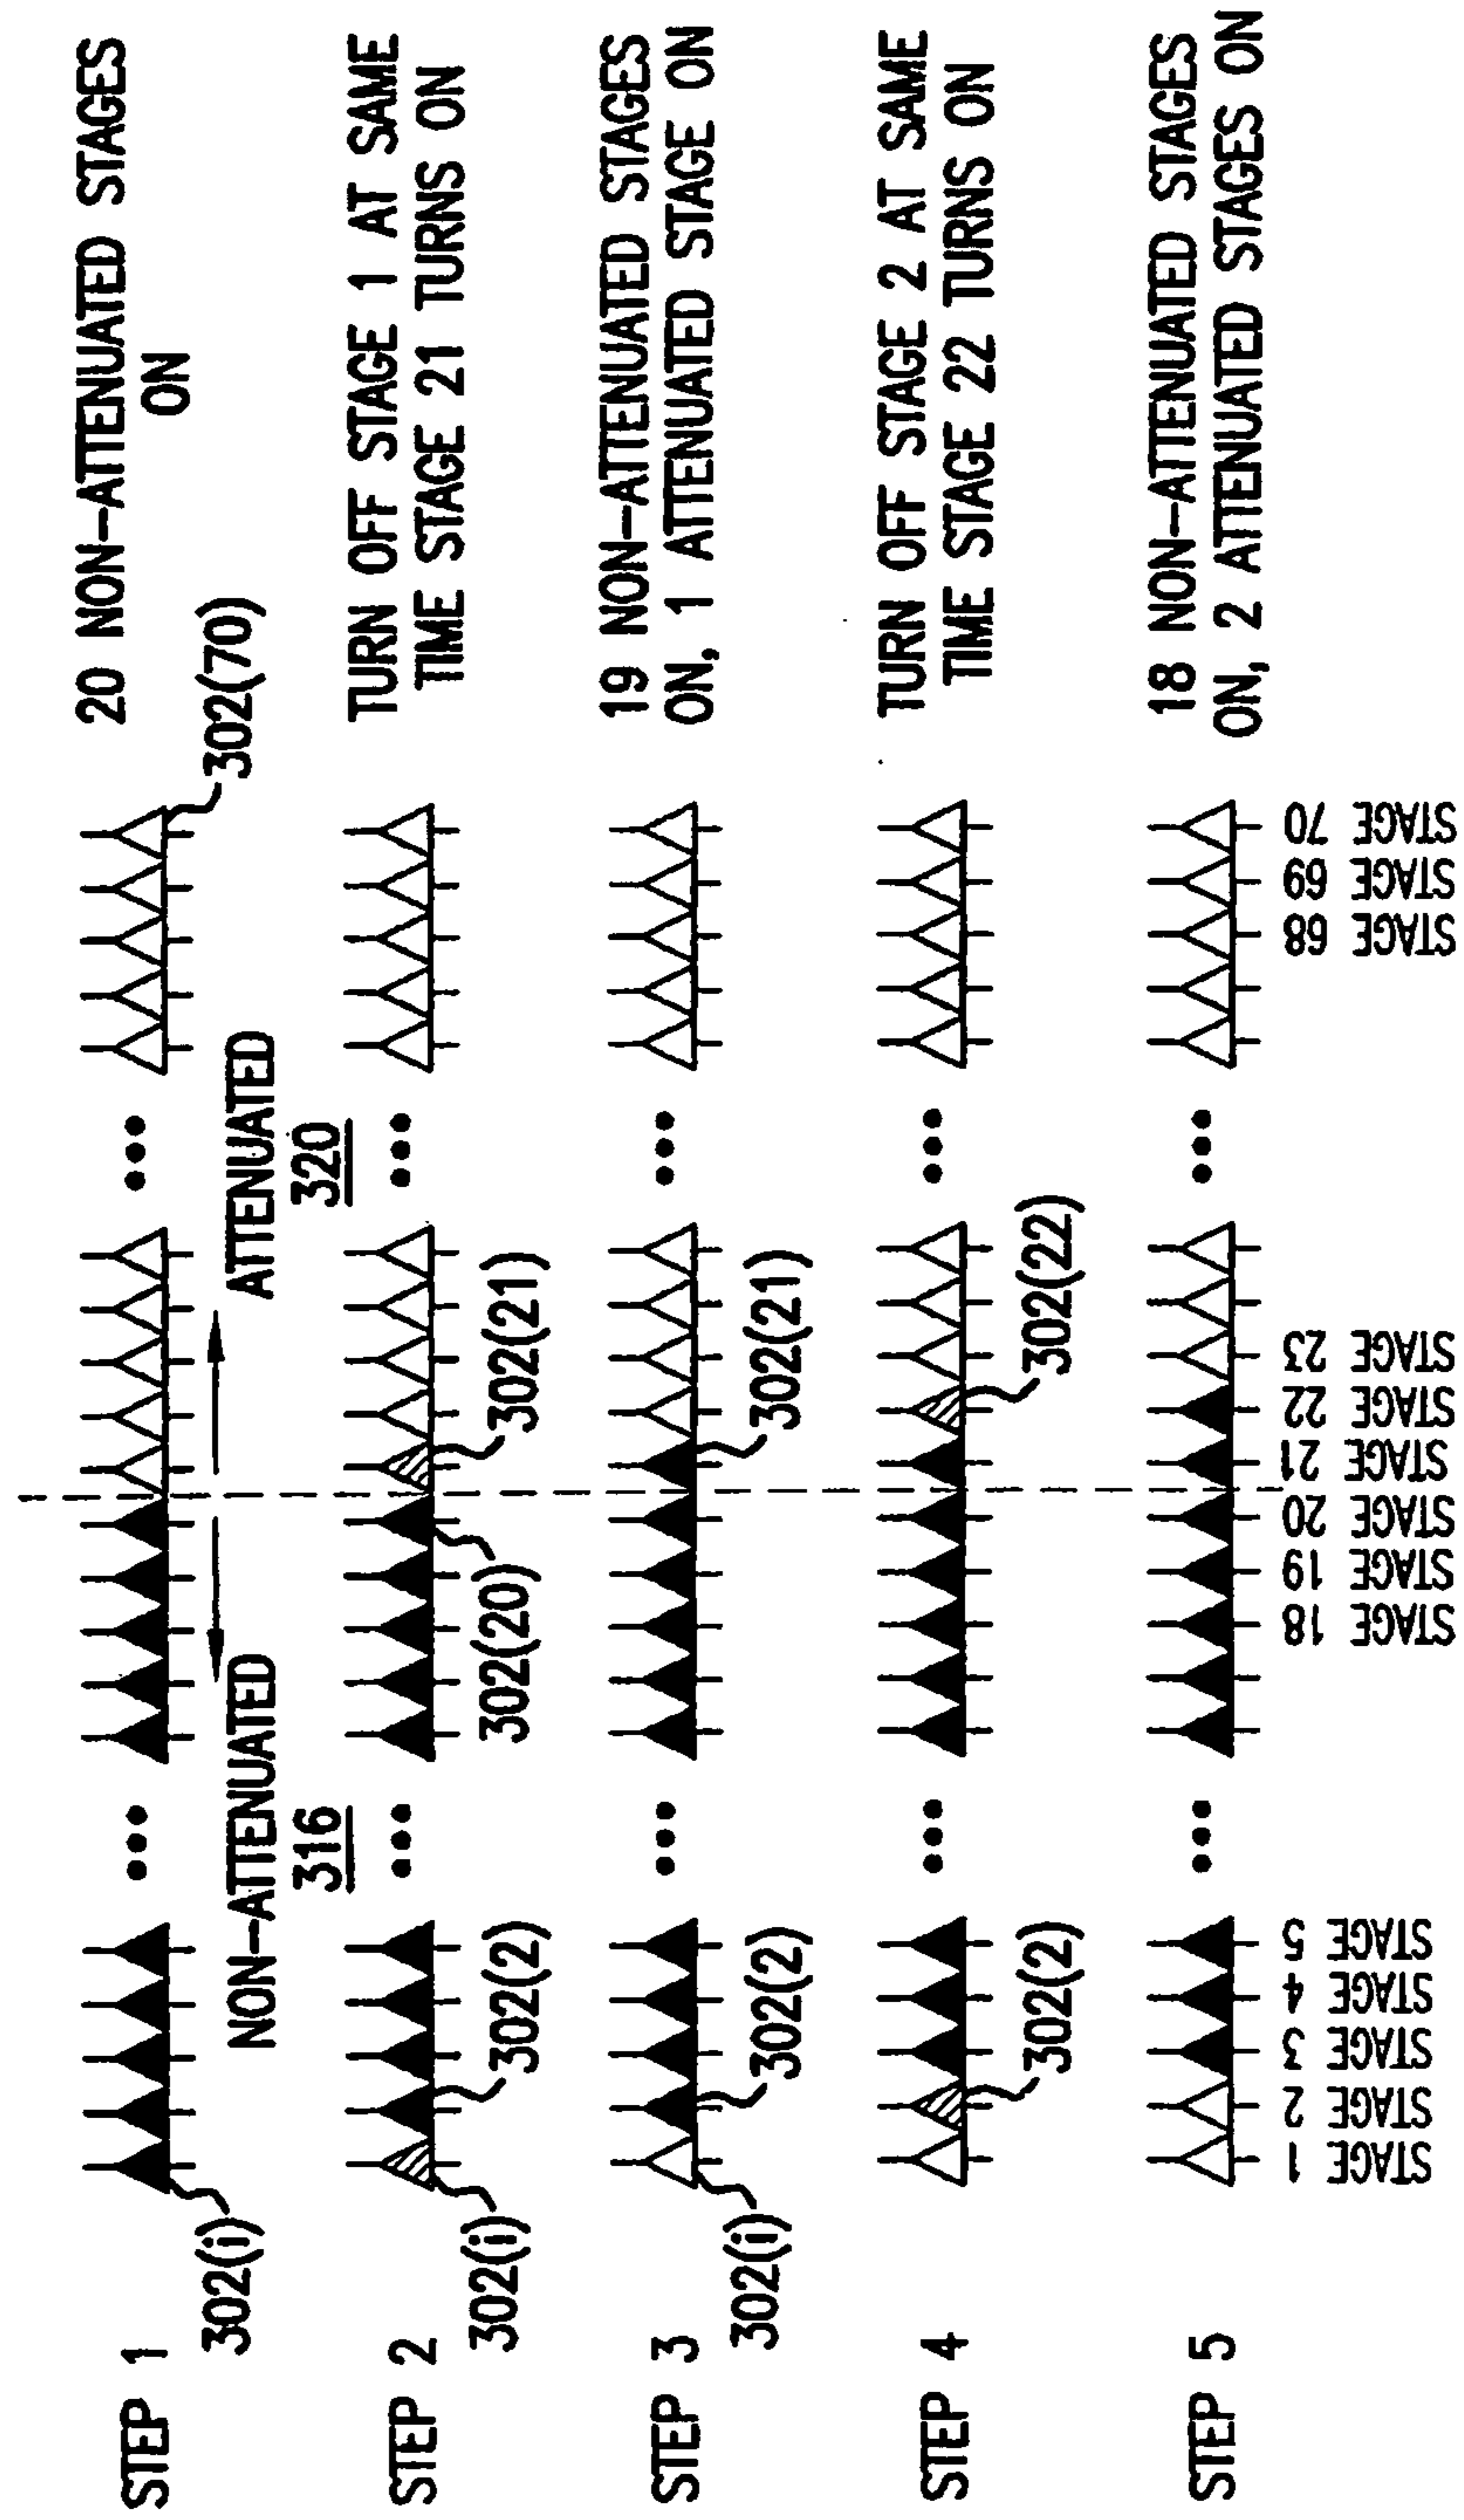 STEP 1
302(i)
NON-ATTENUATED
316
ATTENUATED
320
302(70)
20 NON-ATTENUATED STAGES
ON
STEP 2
302(i)
302(2)
302(20)
302(21)
TURN OFF STAGE 1 AT SAME
TIME STAGE 21 TURNS ON
STEP 3
302(i)
302(2)
302(21)
19 NON-ATTENUATED STAGES
ON, 1 ATTENUATED STAGE ON
STEP 4
302(2)
302(22)
TURN OFF STAGE 2 AT SAME
TIME STAGE 22 TURNS ON
STEP 5
18 NON-ATTENUATED STAGES
ON, 2 ATTENUATED STAGES ON
STAGE 1
STAGE 2
STAGE 3
STAGE 4
STAGE 5
STAGE 18
STAGE 19
STAGE 20
STAGE 21
STAGE 22
STAGE 23
STAGE 68
STAGE 69
STAGE 70